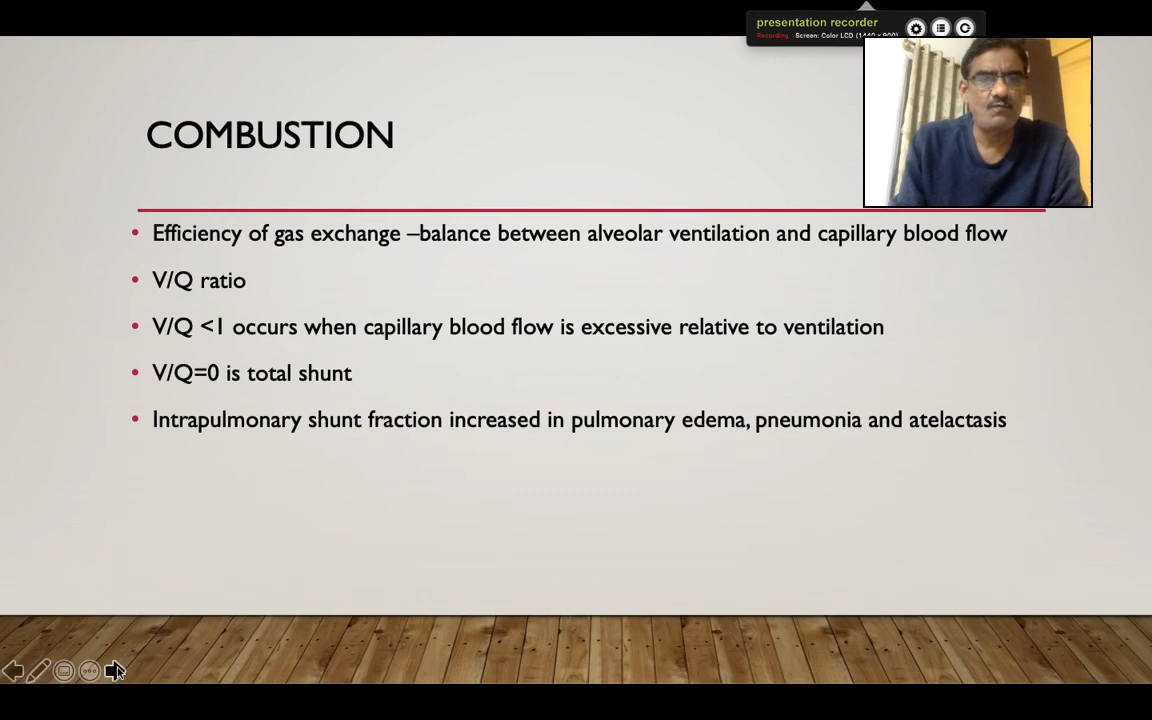 presentation recorder
Recording Screen: Color LCD (1440 x 900)
COMBUSTION
• Efficiency of gas exchange –balance between alveolar ventilation and capillary blood flow
• V/Q ratio
• V/Q <1 occurs when capillary blood flow is excessive relative to ventilation
• V/Q=0 is total shunt
• Intrapulmonary shunt fraction increased in pulmonary edema, pneumonia and atelactasis